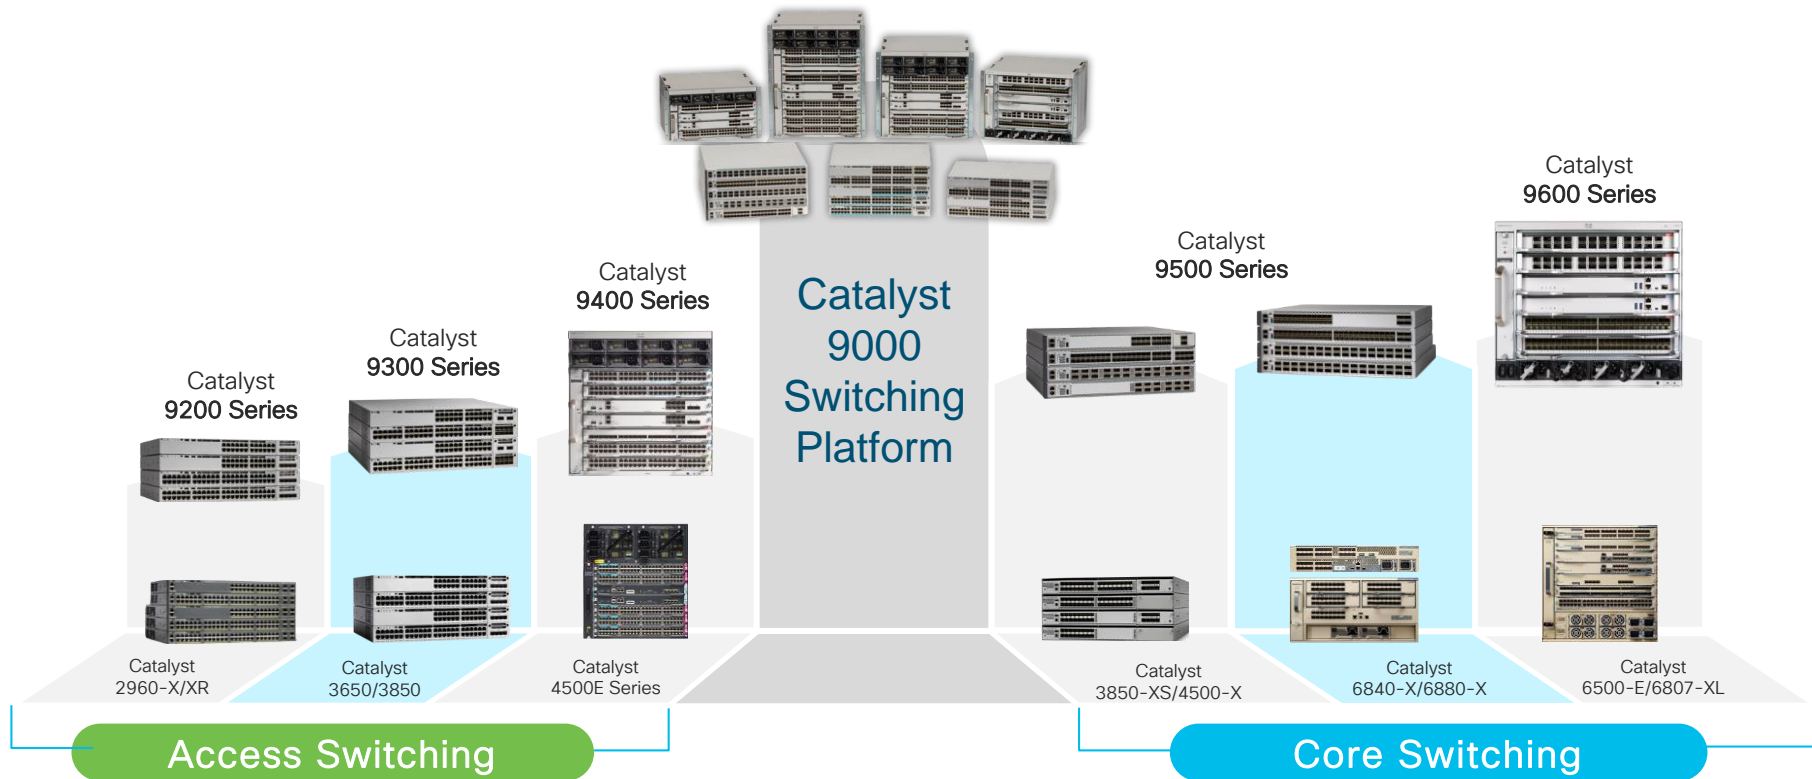 Catalyst
9600 Series
Catalyst
9500 Series
Catalyst
9400 Series
Catalyst
9000
Switching
Platform
Catalyst
9300 Series
Catalyst
9200 Series
Catalyst
2960-X/XR
Catalyst
3650/3850
Catalyst
4500E Series
Catalyst
3850-XS/4500-X
Catalyst
6840-X/6880-X
Catalyst
6500-E/6807-XL
Access Switching
Core Switching